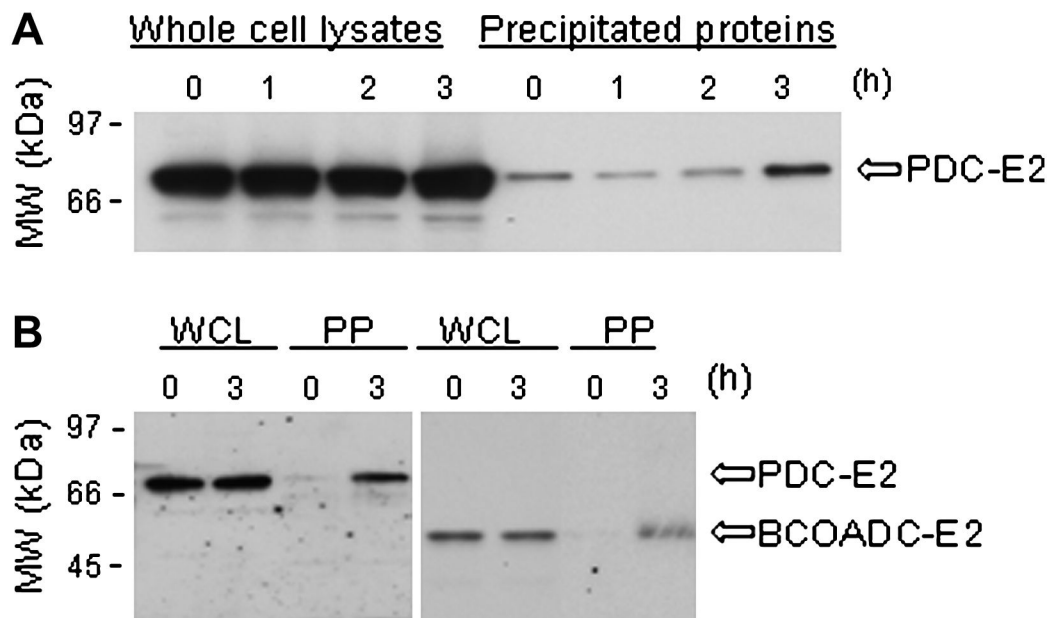 A
Whole cell lysates Precipitated proteins
0 1 2 3 0 1 2 3 (h)
MW (kDa)
97 -
66 -
⇦PDC-E2
B
WCL PP WCL PP
0 3 0 3 0 3 0 3 (h)
MW (kDa)
97 -
66 -
45 -
⇦PDC-E2
⇦BCOADC-E2